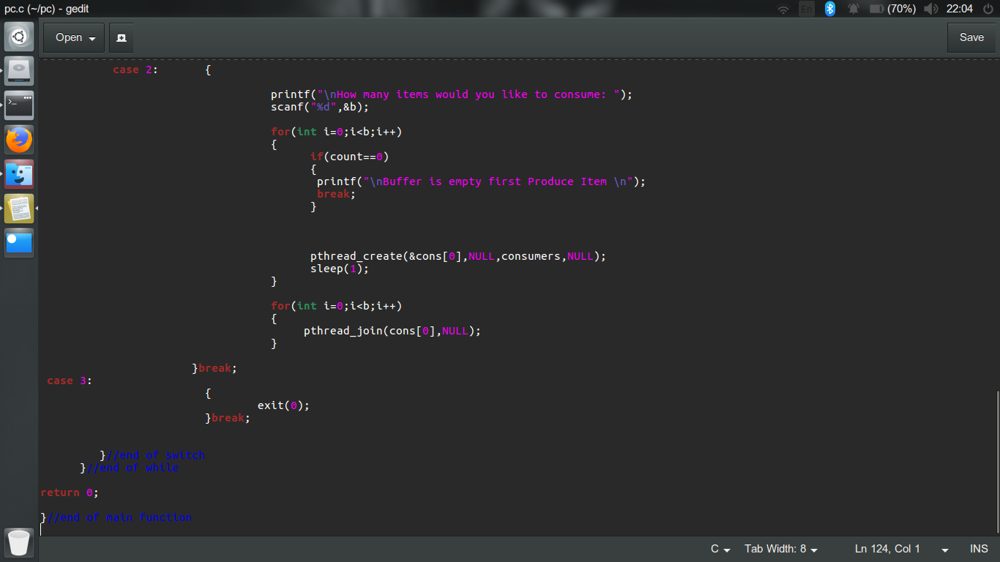 pc.c (~/pc) - gedit
En
(70%)
22:04
Open
Save
case 2: {
printf("\nHow many items would you like to consume: ");
scanf("%d",&b);
for(int i=0;i<b;i++)
{
if(count==0)
{
printf("\nBuffer is empty first Produce Item \n");
break;
}
pthread_create(&cons[0],NULL,consumers,NULL);
sleep(1);
}
for(int i=0;i<b;i++)
{
pthread_join(cons[0],NULL);
}
}break;
case 3:
{
exit(0);
}break;
}//end of switch
}//end of while
return 0;
}//end of main function
C
Tab Width: 8
Ln 124, Col 1
INS